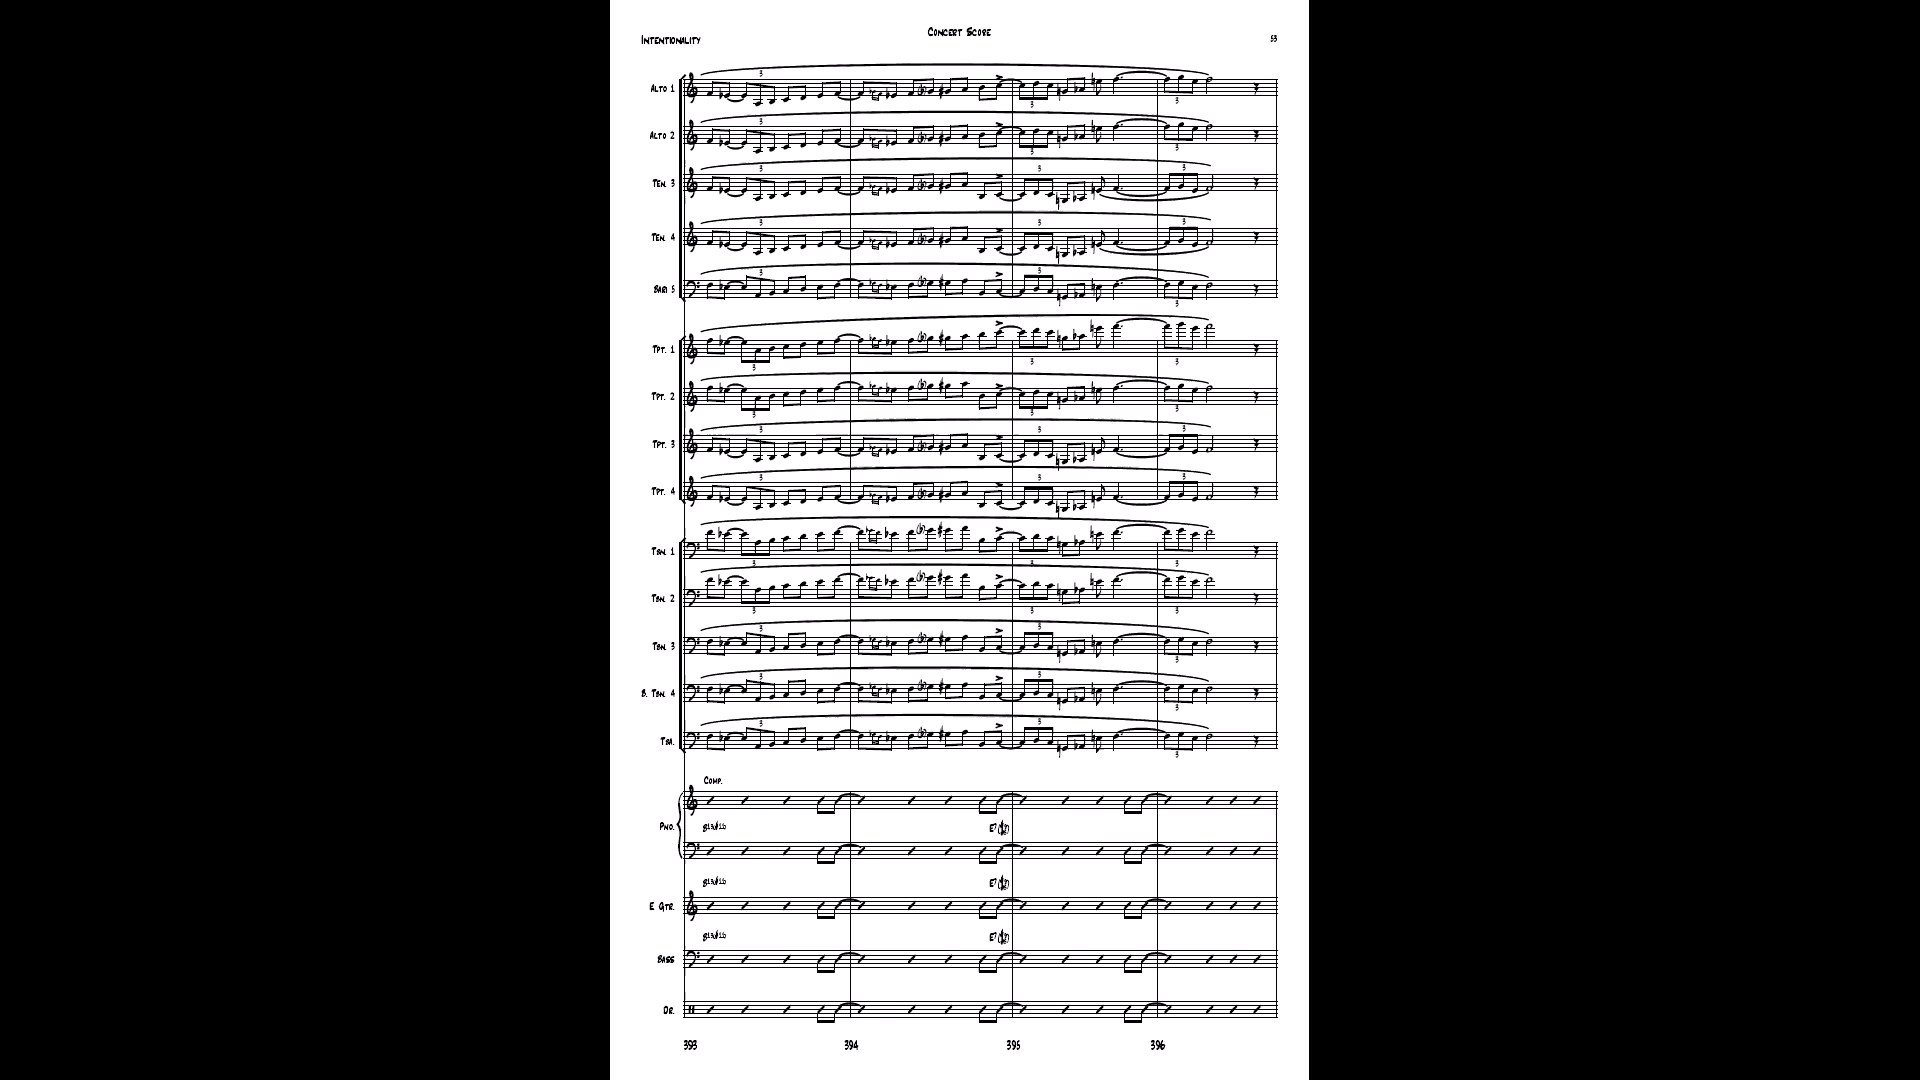 Concert Score
Intentionality
53
Alto 1
Alto 2
Ten. 3
Ten. 4
Bari 5
Tpt. 1
Tpt. 2
Tpt. 3
Tpt. 4
Tbn. 1
Tbn. 2
Tbn. 3
B. Tbn. 4
Tba.
Comp.
Pno.
E. Gtr.
Bass
Dr.
393 394 395 396